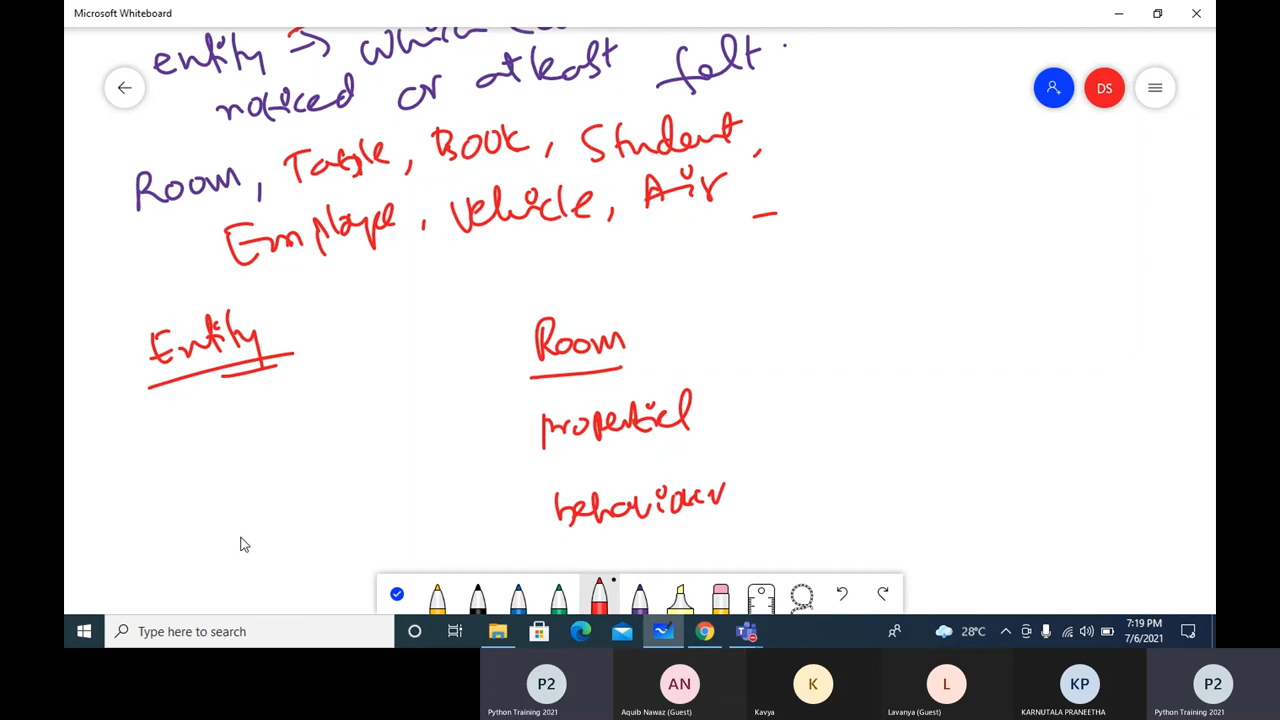 Microsoft Whiteboard
entity → which
noticed or atleast felt.
Room, Table, Book, Student,
Employe, Vehicle, Air –
DS
Entity
Room
properties
behaviour
Type here to search
28°C
7:19 PM
7/6/2021
P2
AN
K
L
KP
P2
Python Training 2021
Aquib Nawaz (Guest)
Kavya
Lavanya (Guest)
KARNUTALA PRANEETHA
Python Training 2021